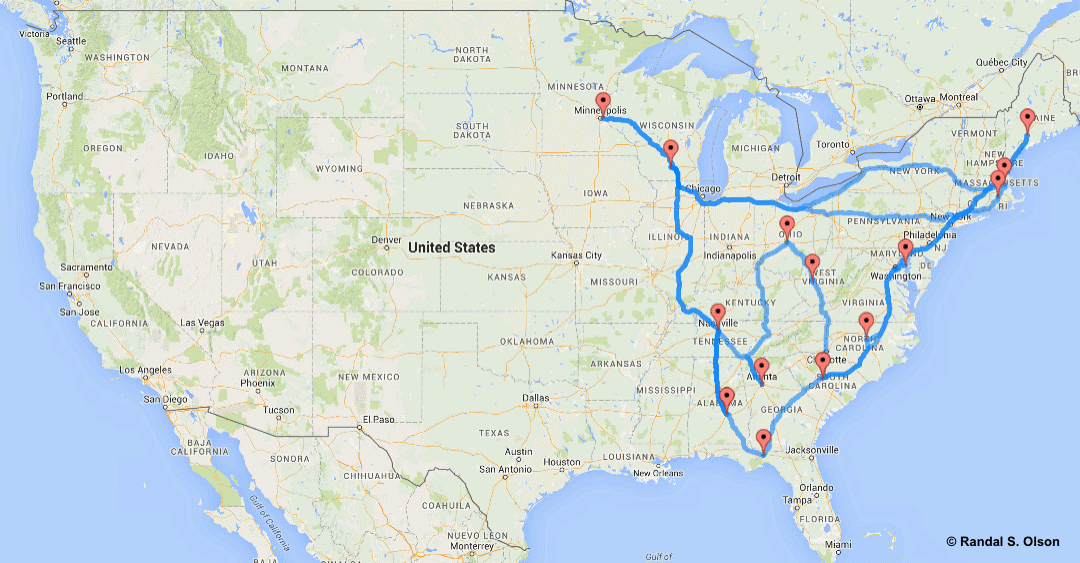 Victoria
Seattle
WASHINGTON
Portland
OREGON
IDAHO
MONTANA
NORTH
DAKOTA
SOUTH
DAKOTA
MINNESOTA
Minneapolis
WISCONSIN
MICHIGAN
Toronto
Ottawa
Montreal
Québec City
VERMONT
NEW
HAMPSHIRE
MASSACHUSETTS
RI
NEW YORK
WYOMING
NEBRASKA
IOWA
Chicago
Detroit
PENNSYLVANIA
New York
Philadelphia
NJ
DE
Washington
OHIO
INDIANA
Indianapolis
ILLINOIS
NEVADA
UTAH
Denver
COLORADO
United States
KANSAS
Kansas City
MISSOURI
WEST
VIRGINIA
VIRGINIA
KENTUCKY
Sacramento
San Francisco
San Jose
CALIFORNIA
Las Vegas
Los Angeles
San Diego
ARIZONA
Phoenix
Tucson
NEW MEXICO
El Paso
OKLAHOMA
ARKANSAS
Nashville
TENNESSEE
NORTH
CAROLINA
Charlotte
SOUTH
CAROLINA
Atlanta
MISSISSIPPI
ALABAMA
GEORGIA
Dallas
TEXAS
Austin
San Antonio
Houston
LOUISIANA
New Orleans
Jacksonville
Orlando
Tampa
FLORIDA
Miami
BAJA
CALIFORNIA
SONORA
CHIHUAHUA
COAHUILA
NUEVO LEON
Monterrey
Gulf of California
Gulf of
© Randal S. Olson